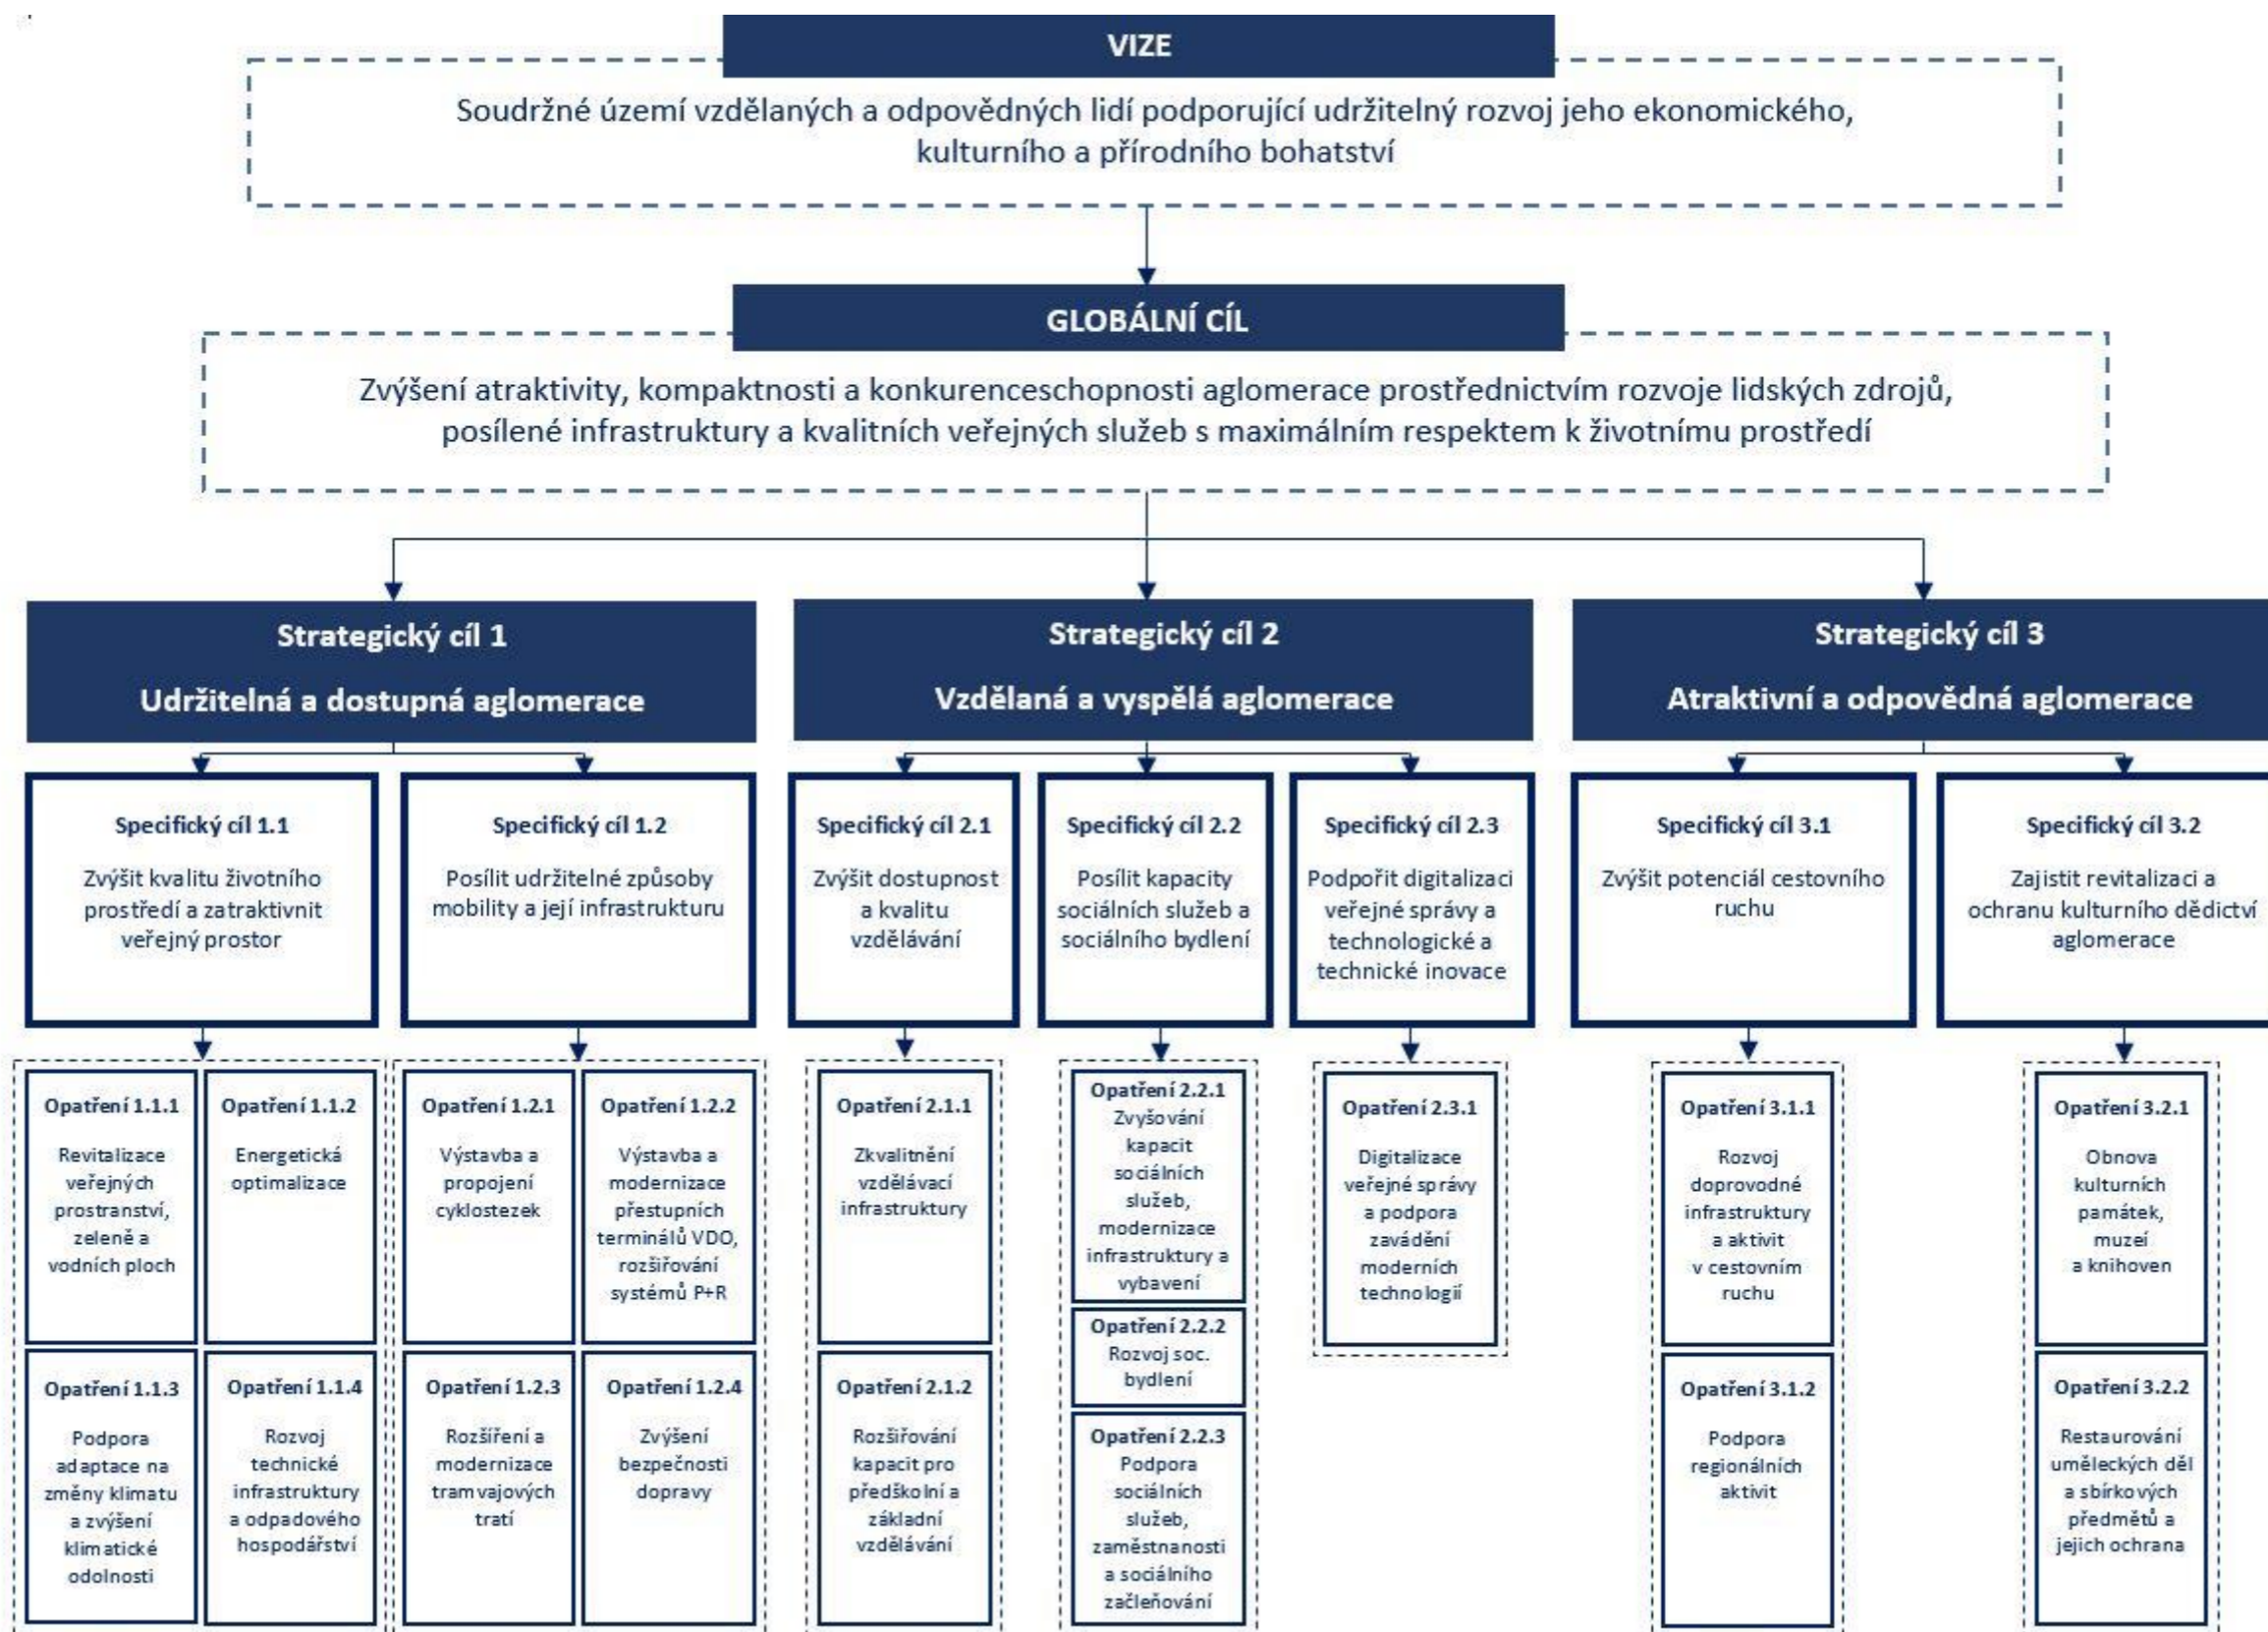 VIZE
Soudržné území vzdělaných a odpovědných lidí podporující udržitelný rozvoj jeho ekonomického,
kulturního a přírodního bohatství
GLOBÁLNÍ CÍL
Zvýšení atraktivity, kompaktnosti a konkurenceschopnosti aglomerace prostřednictvím rozvoje lidských zdrojů,
posílené infrastruktury a kvalitních veřejných služeb s maximálním respektem k životnímu prostředí
Strategický cíl 1
Udržitelná a dostupná aglomerace
Strategický cíl 2
Vzdělaná a vyspělá aglomerace
Strategický cíl 3
Atraktivní a odpovědná aglomerace
Specifický cíl 1.1
Zvýšit kvalitu životního
prostředí a zatraktivnit
veřejný prostor
Specifický cíl 1.2
Posílit udržitelné způsoby
mobility a její infrastrukturu
Specifický cíl 2.1
Zvýšit dostupnost
a kvalitu
vzdělávání
Specifický cíl 2.2
Posílit kapacity
sociálních služeb a
sociálního bydlení
Specifický cíl 2.3
Podpořit digitalizaci
veřejné správy a
technologické a
technické inovace
Specifický cíl 3.1
Zvýšit potenciál cestovního
ruchu
Specifický cíl 3.2
Zajistit revitalizaci a
ochranu kulturního dědictví
aglomerace
Opatření 1.1.1
Revitalizace
veřejných
prostranství,
zeleně a
vodních ploch
Opatření 1.1.2
Energetická
optimalizace
Opatření 1.2.1
Výstavba a
propojení
cyklostezek
Opatření 1.2.2
Výstavba a
modernizace
přestupních
terminálů VDO,
rozšiřování
systémů P+R
Opatření 2.1.1
Zkvalitnění
vzdělávací
infrastruktury
Opatření 2.2.1
Zvyšování
kapacit
sociálních
služeb,
modernizace
infrastruktury a
vybavení
Opatření 2.2.2
Rozvoj soc.
bydlení
Opatření 2.3.1
Digitalizace
veřejné správy
a podpora
zavádění
moderních
technologií
Opatření 3.1.1
Rozvoj
doprovodné
infrastruktury
a aktivit
v cestovním
ruchu
Opatření 3.2.1
Obnova
kulturních
památek,
muzeí
a knihoven
Opatření 1.1.3
Podpora
adaptace na
změny klimatu
a zvýšení
klimatické
odolnosti
Opatření 1.1.4
Rozvoj
technické
infrastruktury
a odpadového
hospodářství
Opatření 1.2.3
Rozšíření a
modernizace
tramvajových
tratí
Opatření 1.2.4
Zvýšení
bezpečnosti
dopravy
Opatření 2.1.2
Rozšiřování
kapacit pro
předškolní a
základní
vzdělávání
Opatření 2.2.3
Podpora
sociálních
služeb,
zaměstnanosti
a sociálního
začleňování
Opatření 3.1.2
Podpora
regionálních
aktivit
Opatření 3.2.2
Restaurování
uměleckých děl
a sbírkových
předmětů a
jejich ochrana